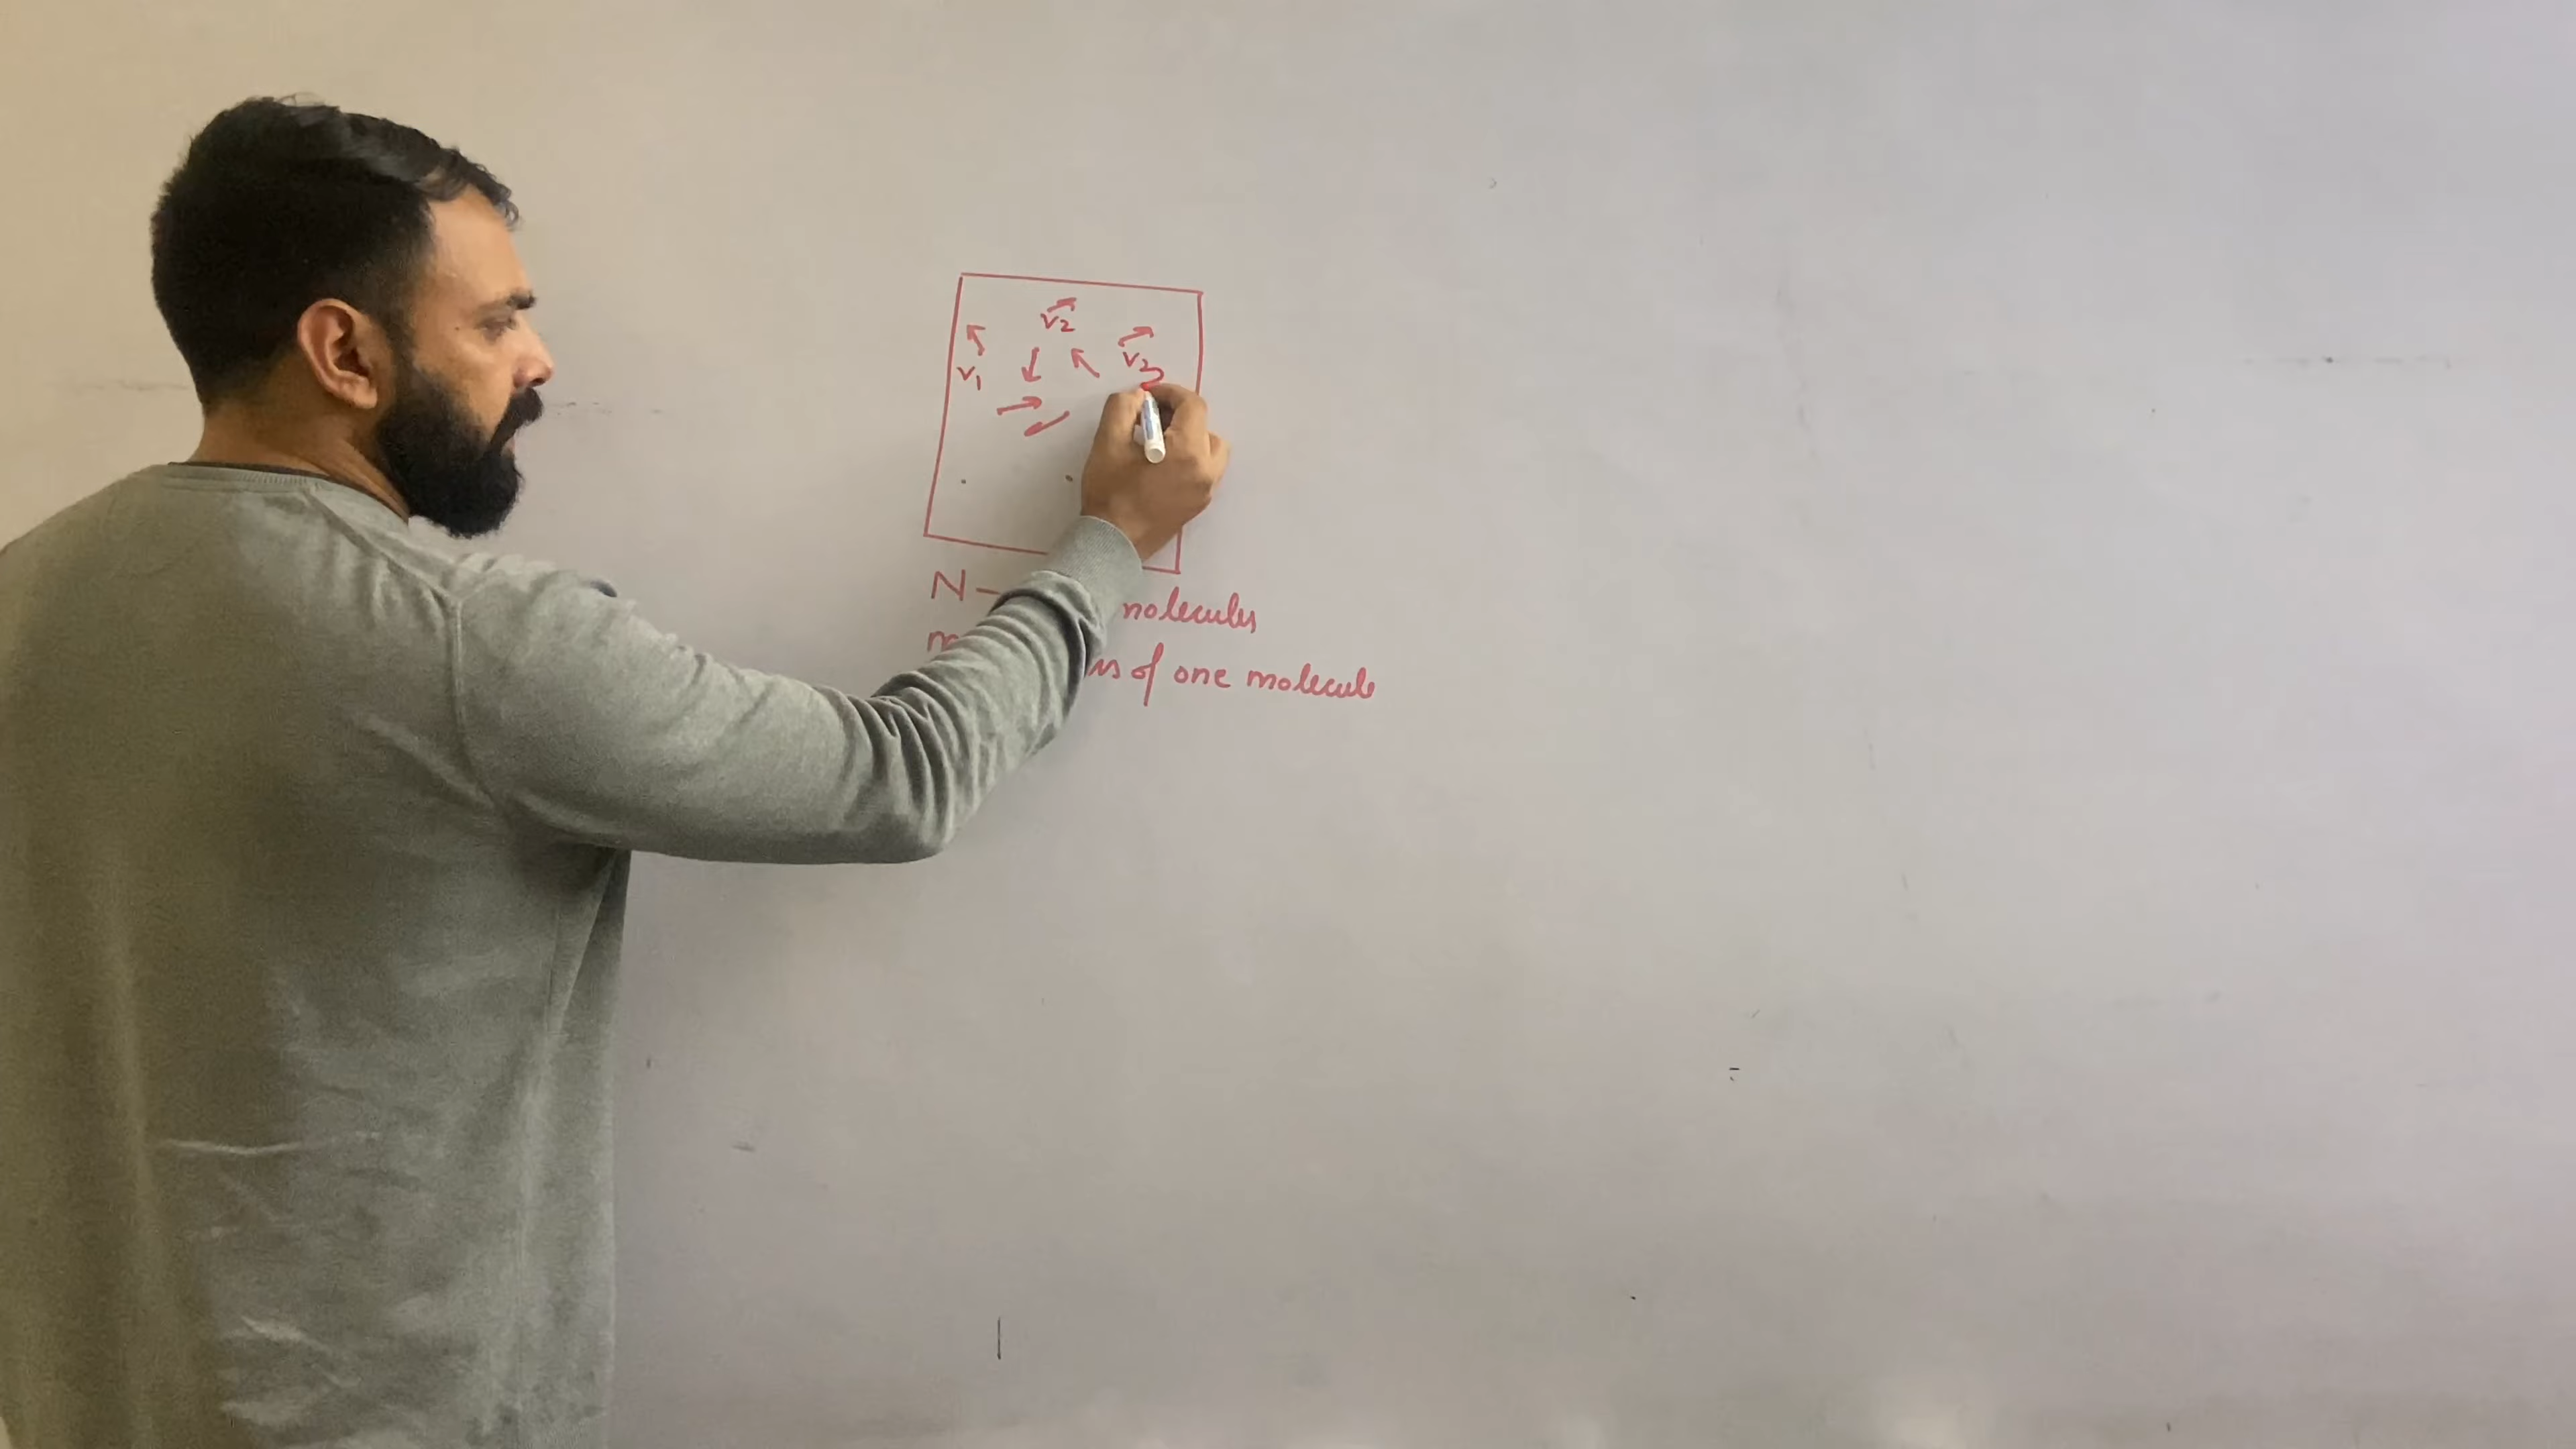 v2
v1 v3
N – molecules
m of one molecule